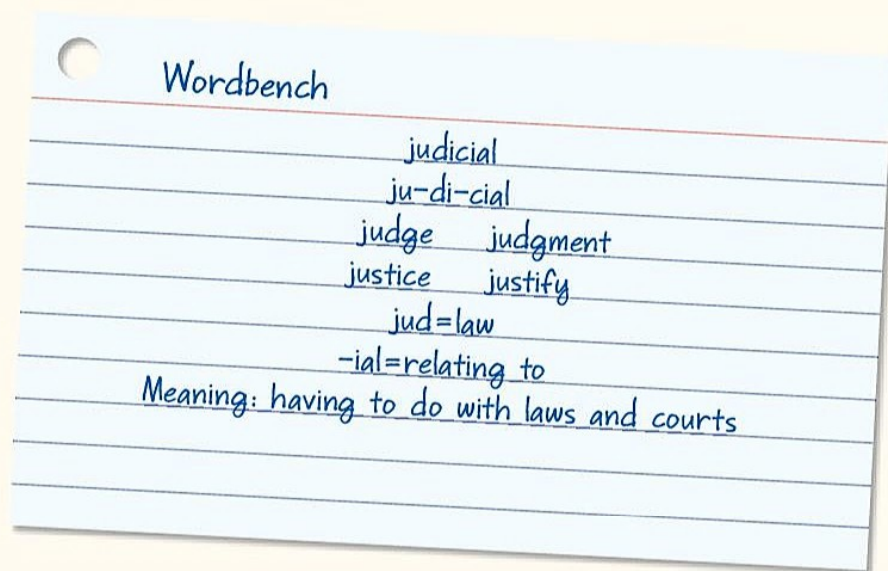 Wordbench
judicial
ju-di-cial
judge judgment
justice justify
jud=law
-ial=relating to
Meaning: having to do with laws and courts